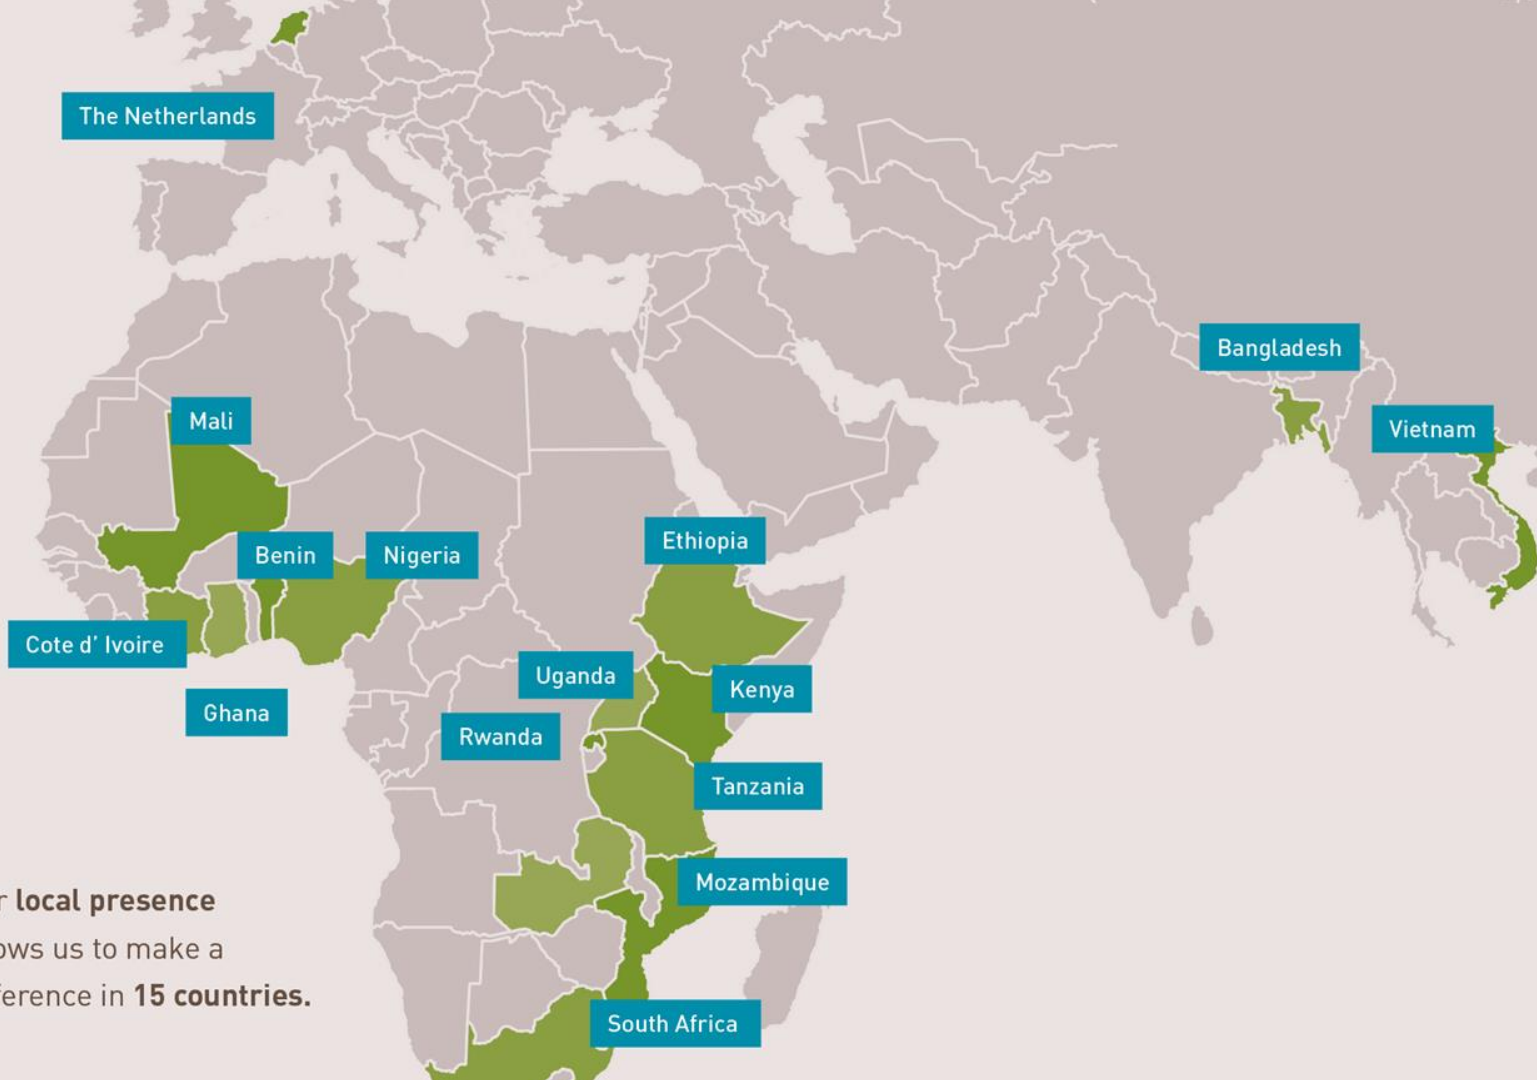 The Netherlands
Bangladesh
Mali
Vietnam
Ethiopia
Benin
Nigeria
Cote d’ Ivoire
Uganda
Kenya
Ghana
Rwanda
Tanzania
Mozambique
local presence
ows us to make a
erence in 15 countries.
South Africa